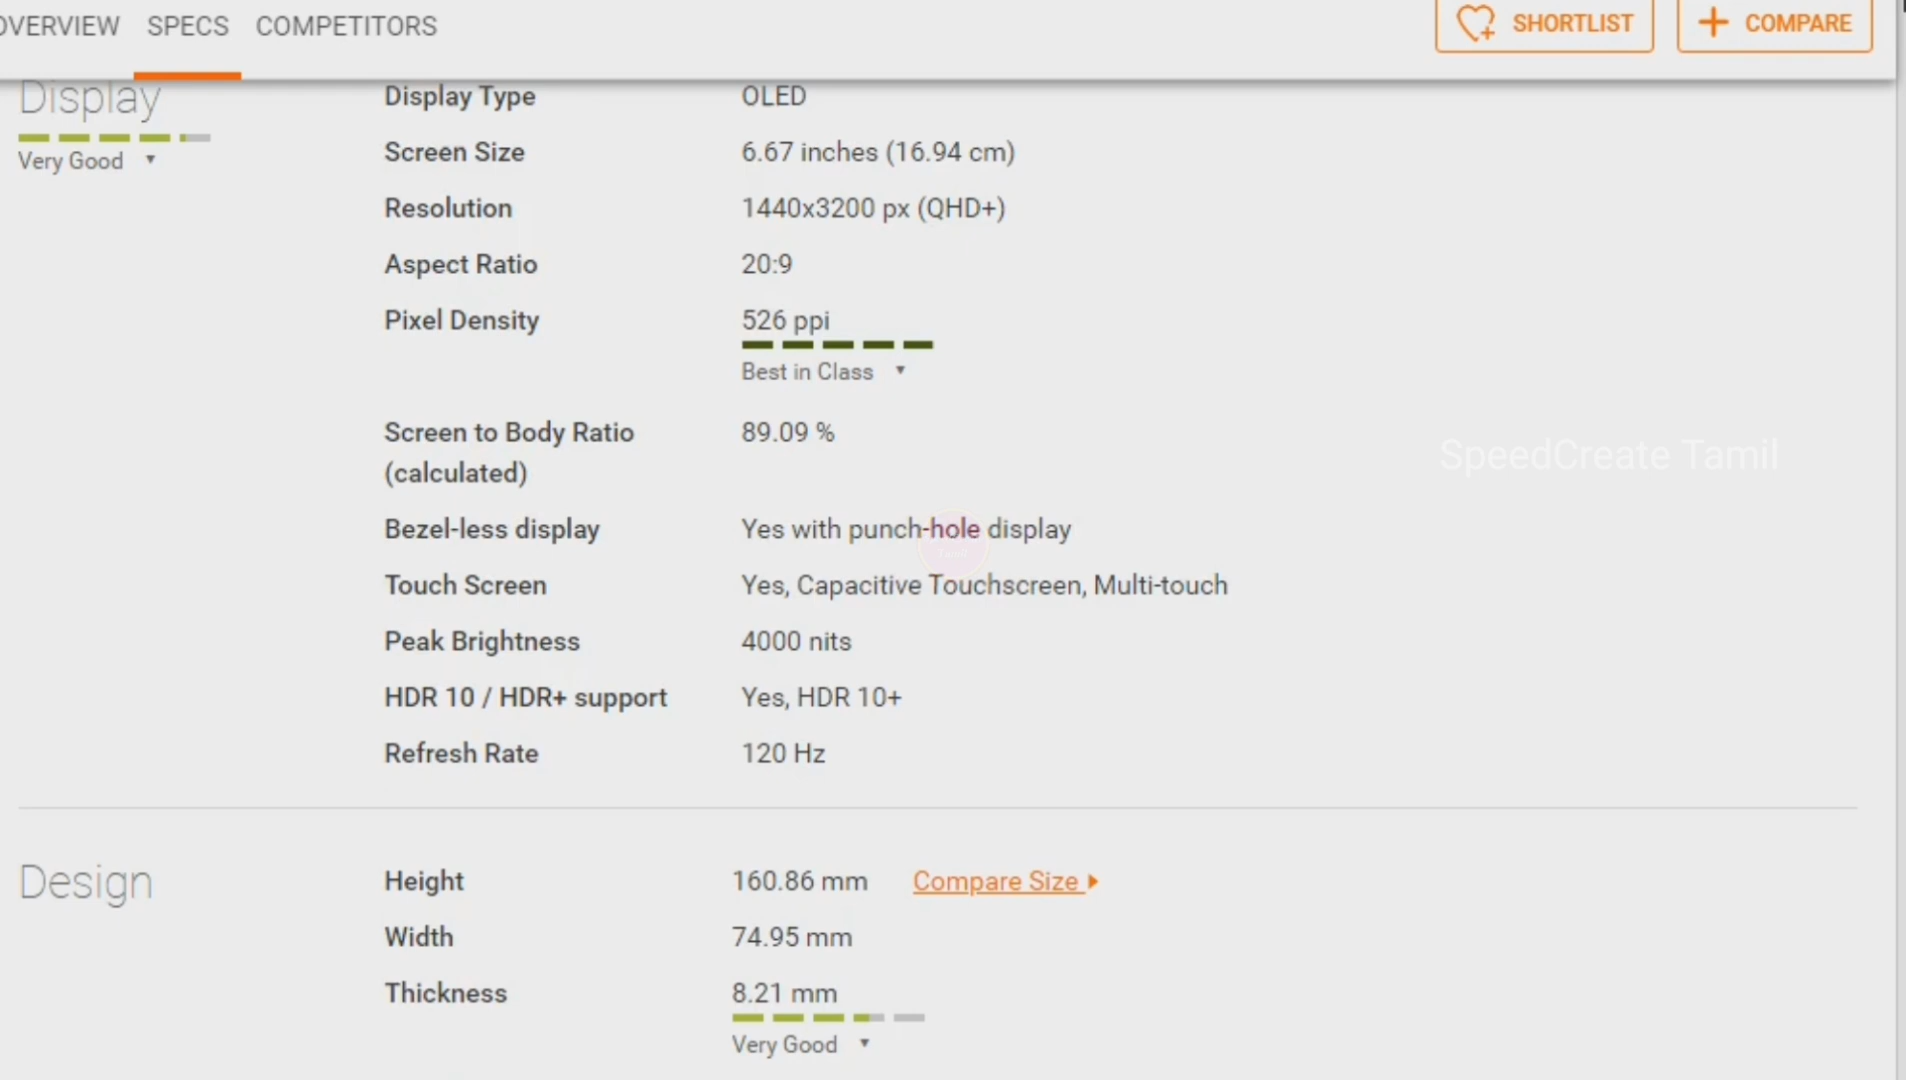 OVERVIEW SPECS COMPETITORS SHORTLIST + COMPARE
Display
Very Good
Display Type OLED
Screen Size 6.67 inches (16.94 cm)
Resolution 1440x3200 px (QHD+)
Aspect Ratio 20:9
Pixel Density 526 ppi
Best in Class
Screen to Body Ratio 89.09 %
(calculated)
SpeedCreate Tamil
Bezel-less display Yes with punch-hole display
Tamil
Touch Screen Yes, Capacitive Touchscreen, Multi-touch
Peak Brightness 4000 nits
HDR 10 / HDR+ support Yes, HDR 10+
Refresh Rate 120 Hz
Design
Height 160.86 mm Compare Size
Width 74.95 mm
Thickness 8.21 mm
Very Good